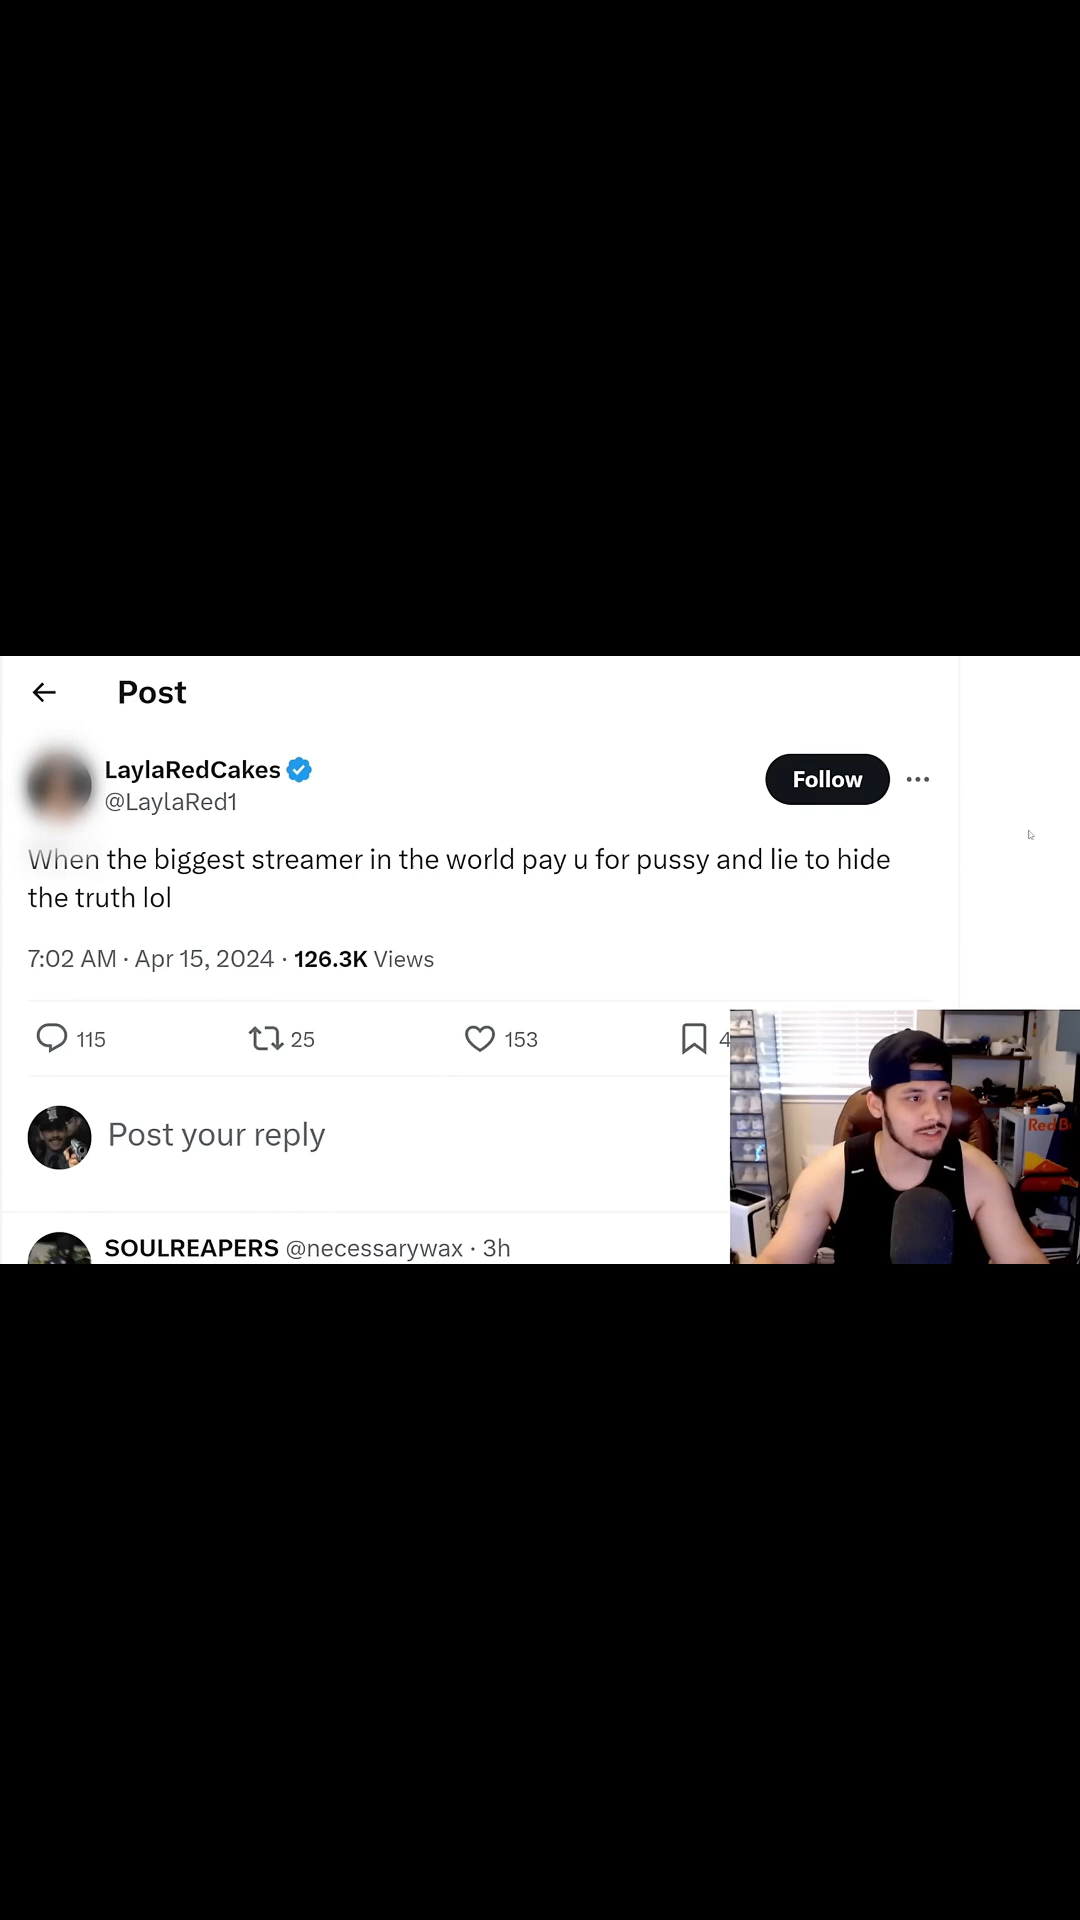 Post
LaylaRedCakes
@LaylaRed1
Follow
When the biggest streamer in the world pay u for pussy and lie to hide
the truth lol
7:02 AM · Apr 15, 2024 · 126.3K Views
115
25
153
4
Post your reply
SOULREAPERS @necessarywax · 3h
Red B